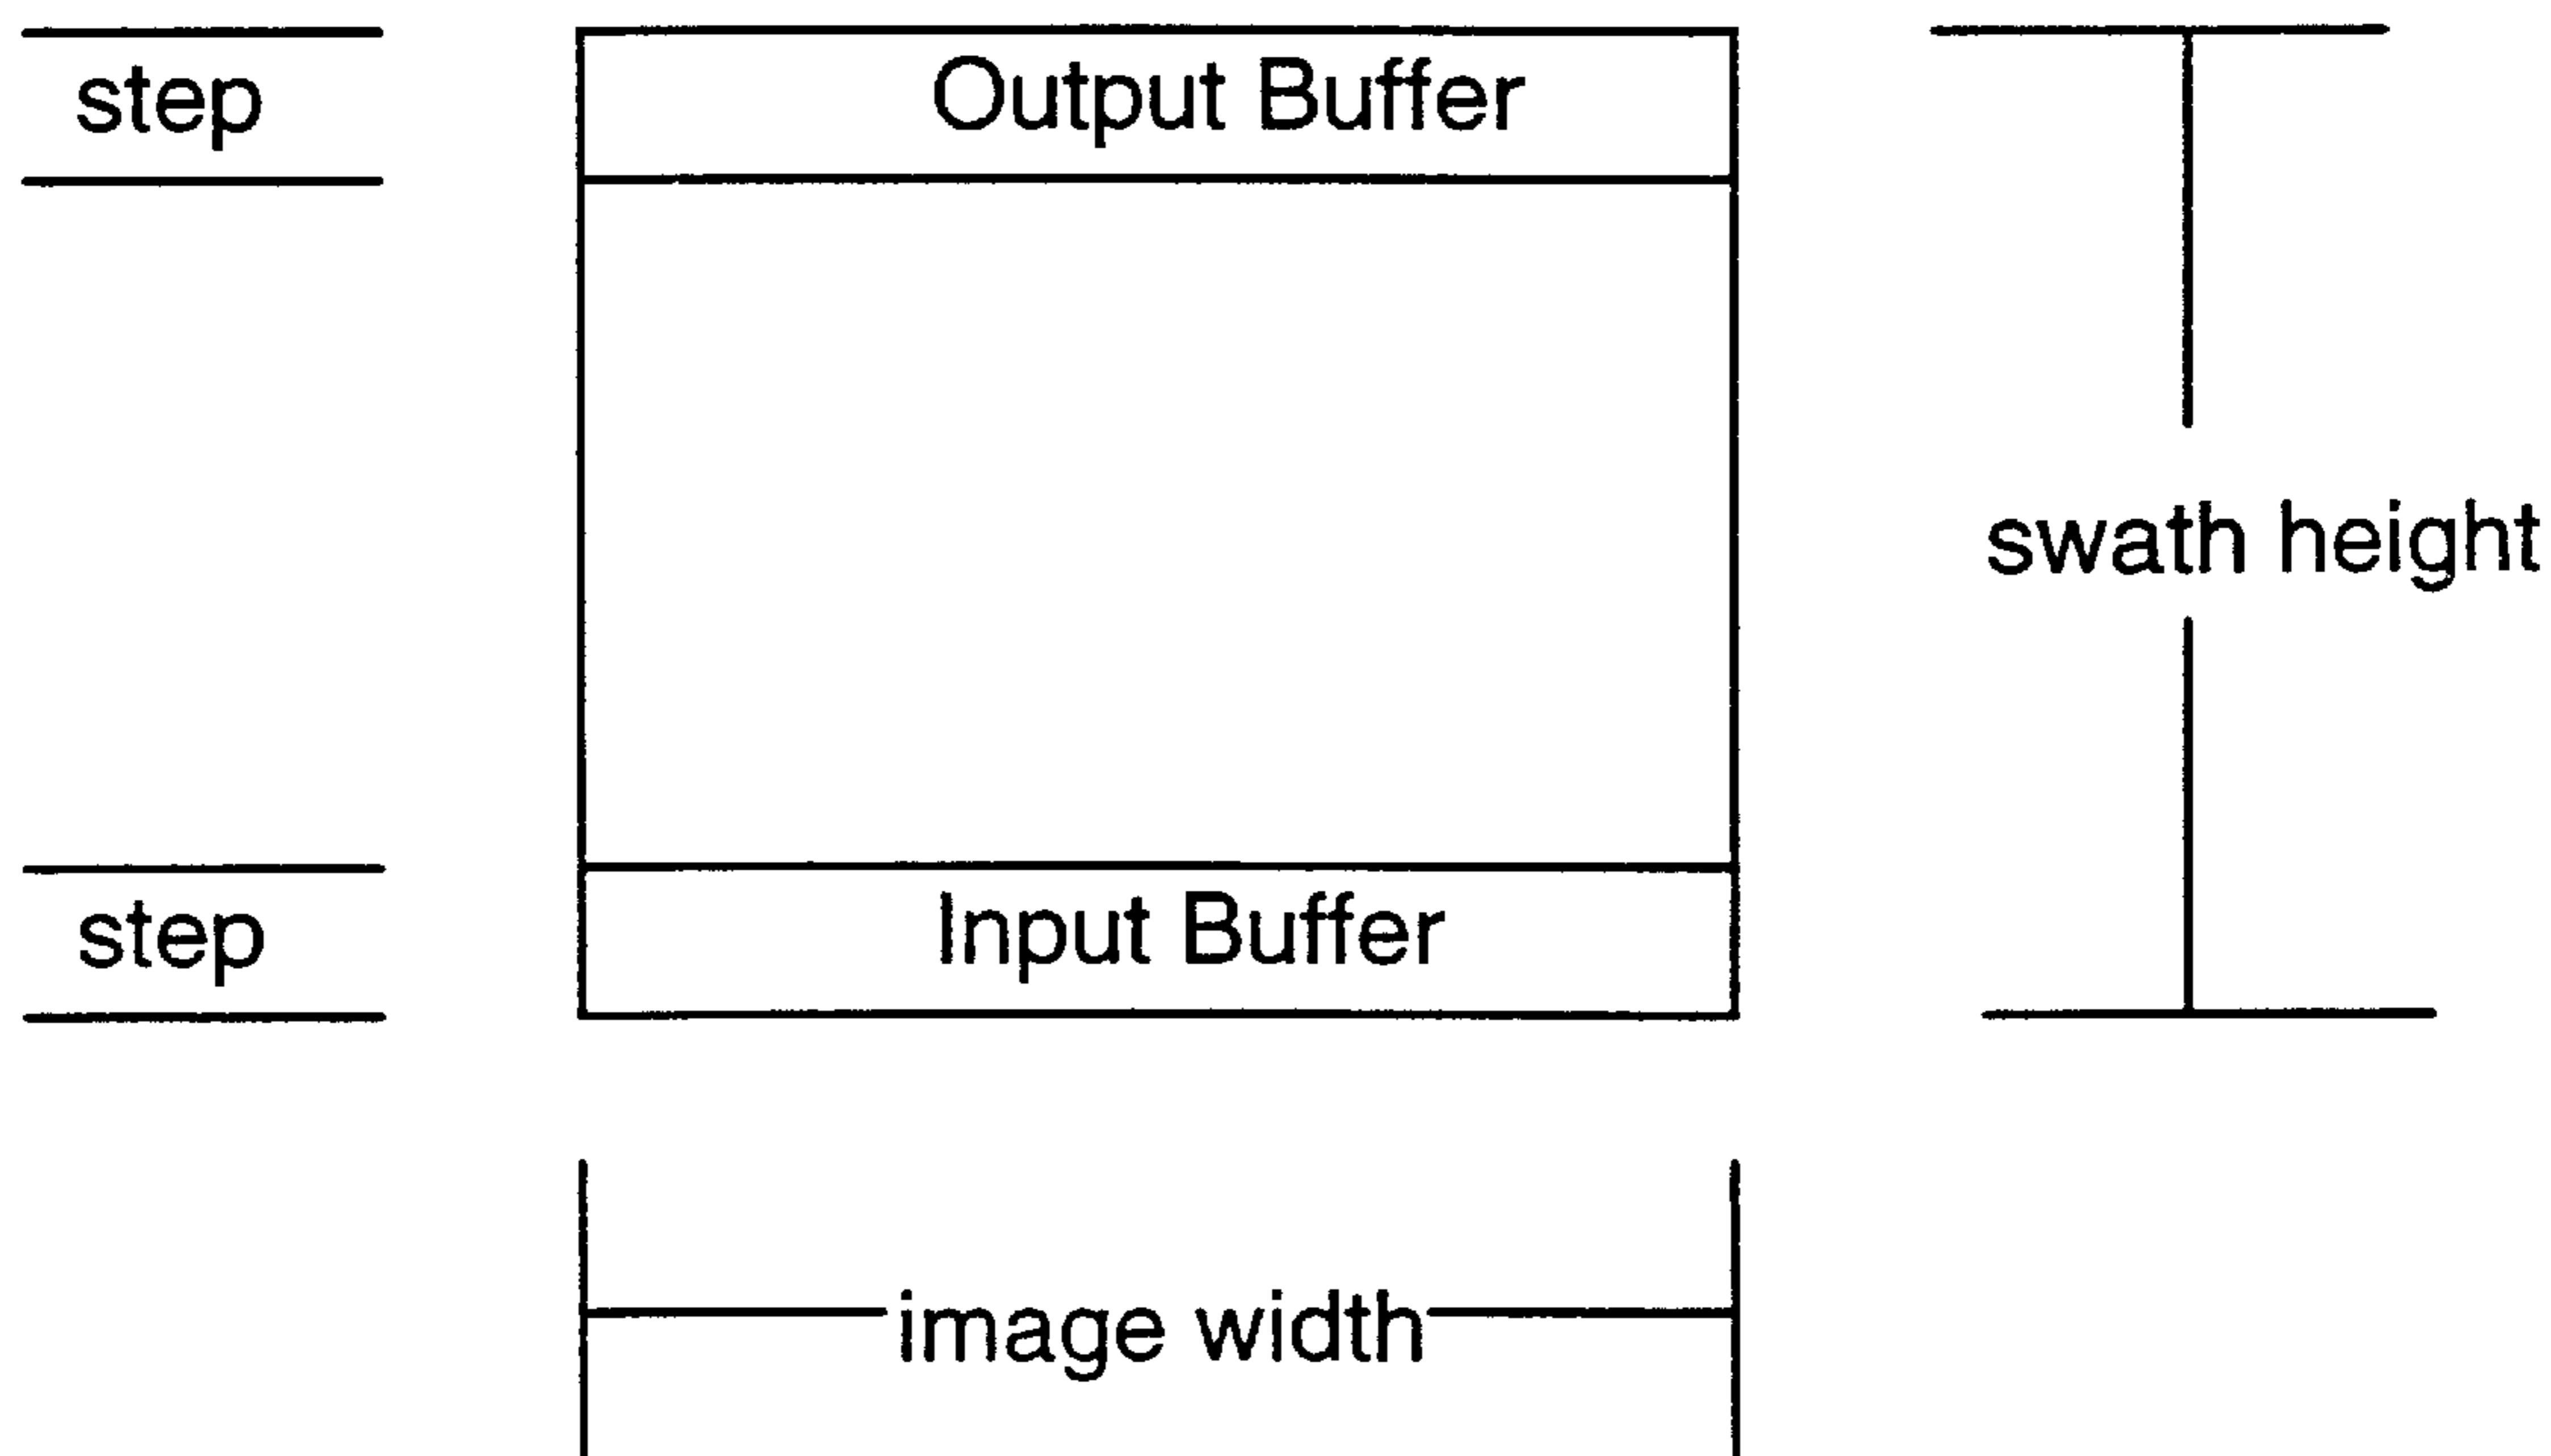 step
Output Buffer
swath height
step
Input Buffer
image width